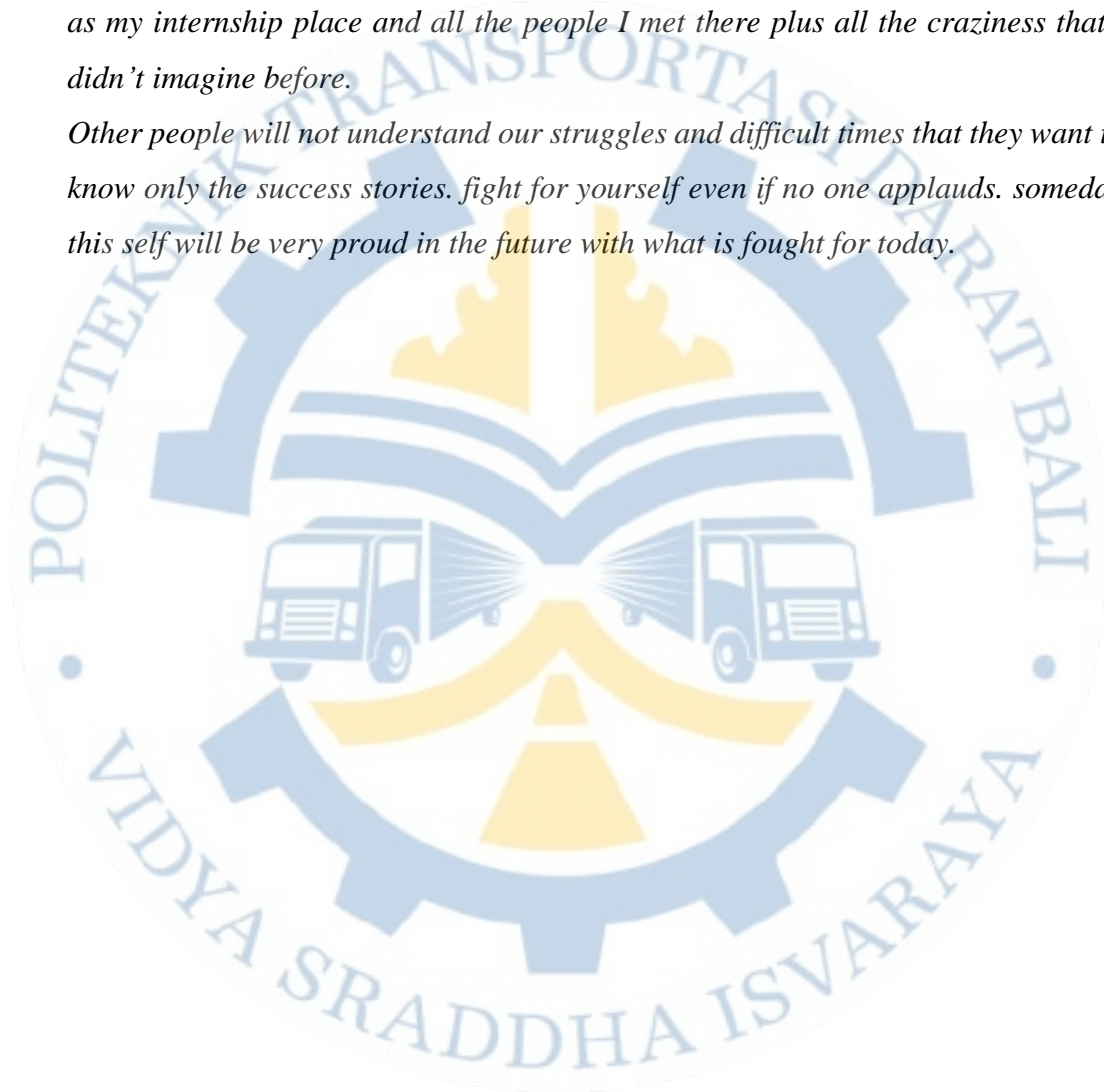 as my internship place and all the people I met there plus all the craziness that
didn't imagine before.
Other people will not understand our struggles and difficult times that they want
know only the success stories. fight for yourself even if no one applauds.
this self will be very proud in the future with what is fought for today.
POLITEKNIK TRANSPORTASI DARAT BALI
VIDYA SRADDHA ISVARAYA